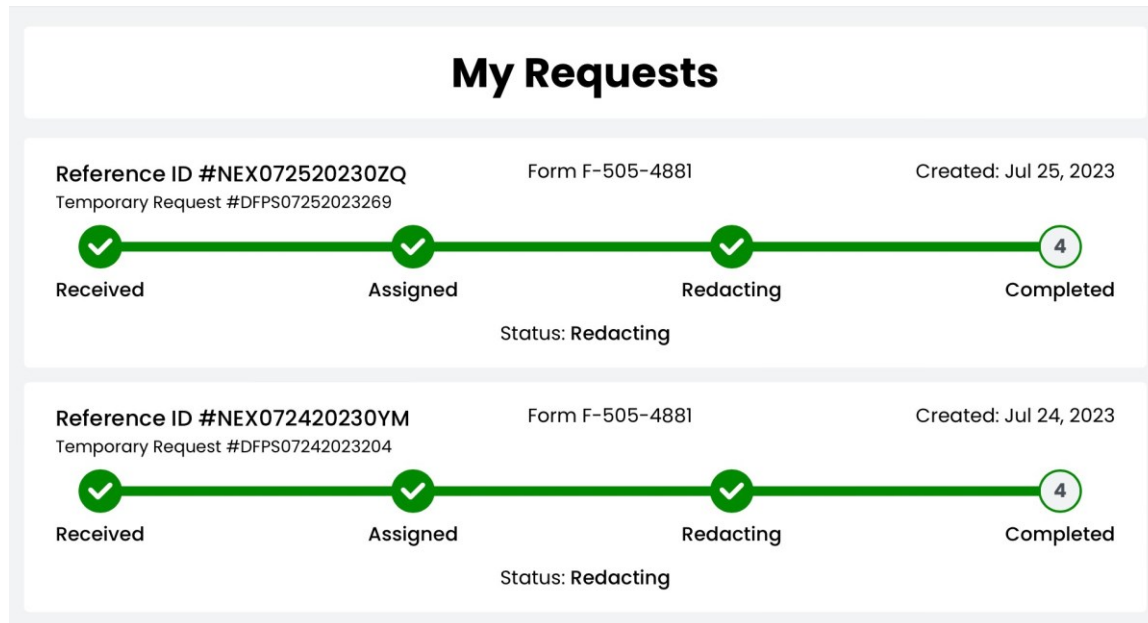 My Requests
Reference ID #NEX072520230ZQ Form F-505-4881 Created: Jul 25, 2023
Temporary Request #DFPS07252023269
4
Received Assigned Redacting Completed
Status: Redacting
Reference ID #NEX072420230YM Form F-505-4881 Created: Jul 24, 2023
Temporary Request #DFPS07242023204
4
Received Assigned Redacting Completed
Status: Redacting